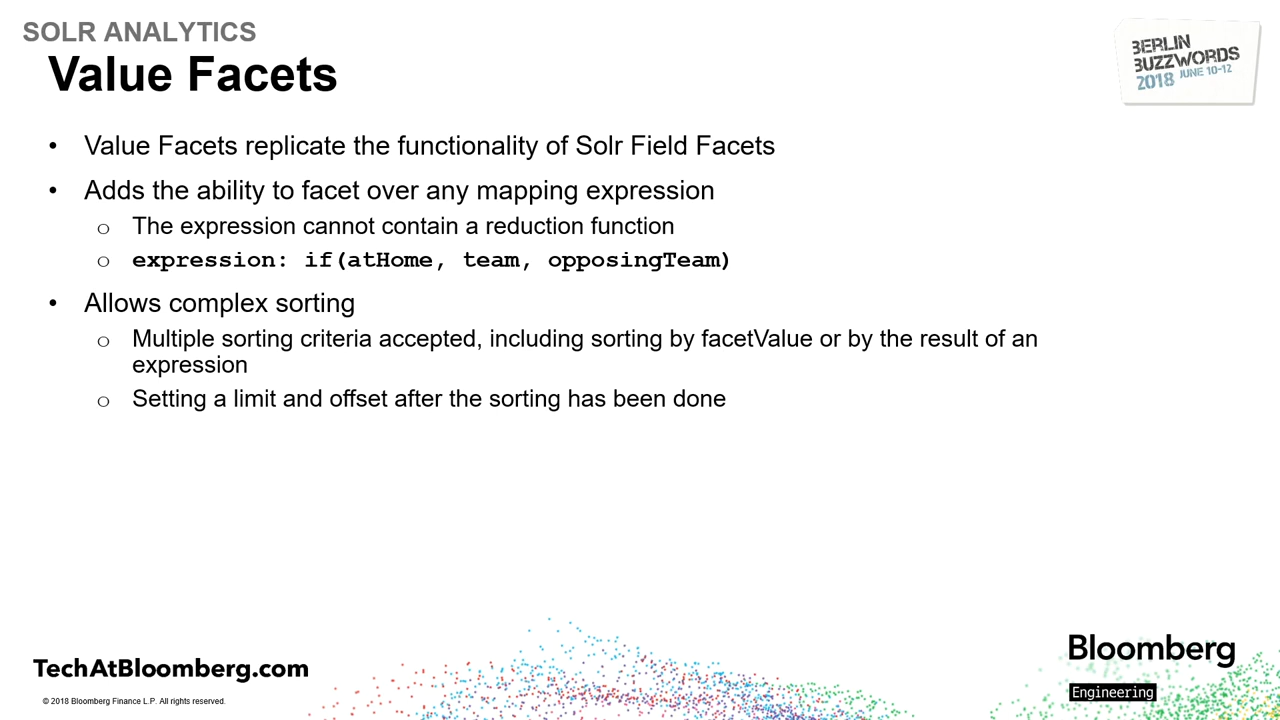 SOLR ANALYTICS
Value Facets
BERLIN
BUZZWORDS
2018 JUNE 10-12
• Value Facets replicate the functionality of Solr Field Facets
• Adds the ability to facet over any mapping expression
○ The expression cannot contain a reduction function
○ expression: if(atHome, team, opposingTeam)
• Allows complex sorting
○ Multiple sorting criteria accepted, including sorting by facetValue or by the result of an
expression
○ Setting a limit and offset after the sorting has been done
TechAtBloomberg.com
© 2018 Bloomberg Finance L.P. All rights reserved.
Bloomberg
Engineering